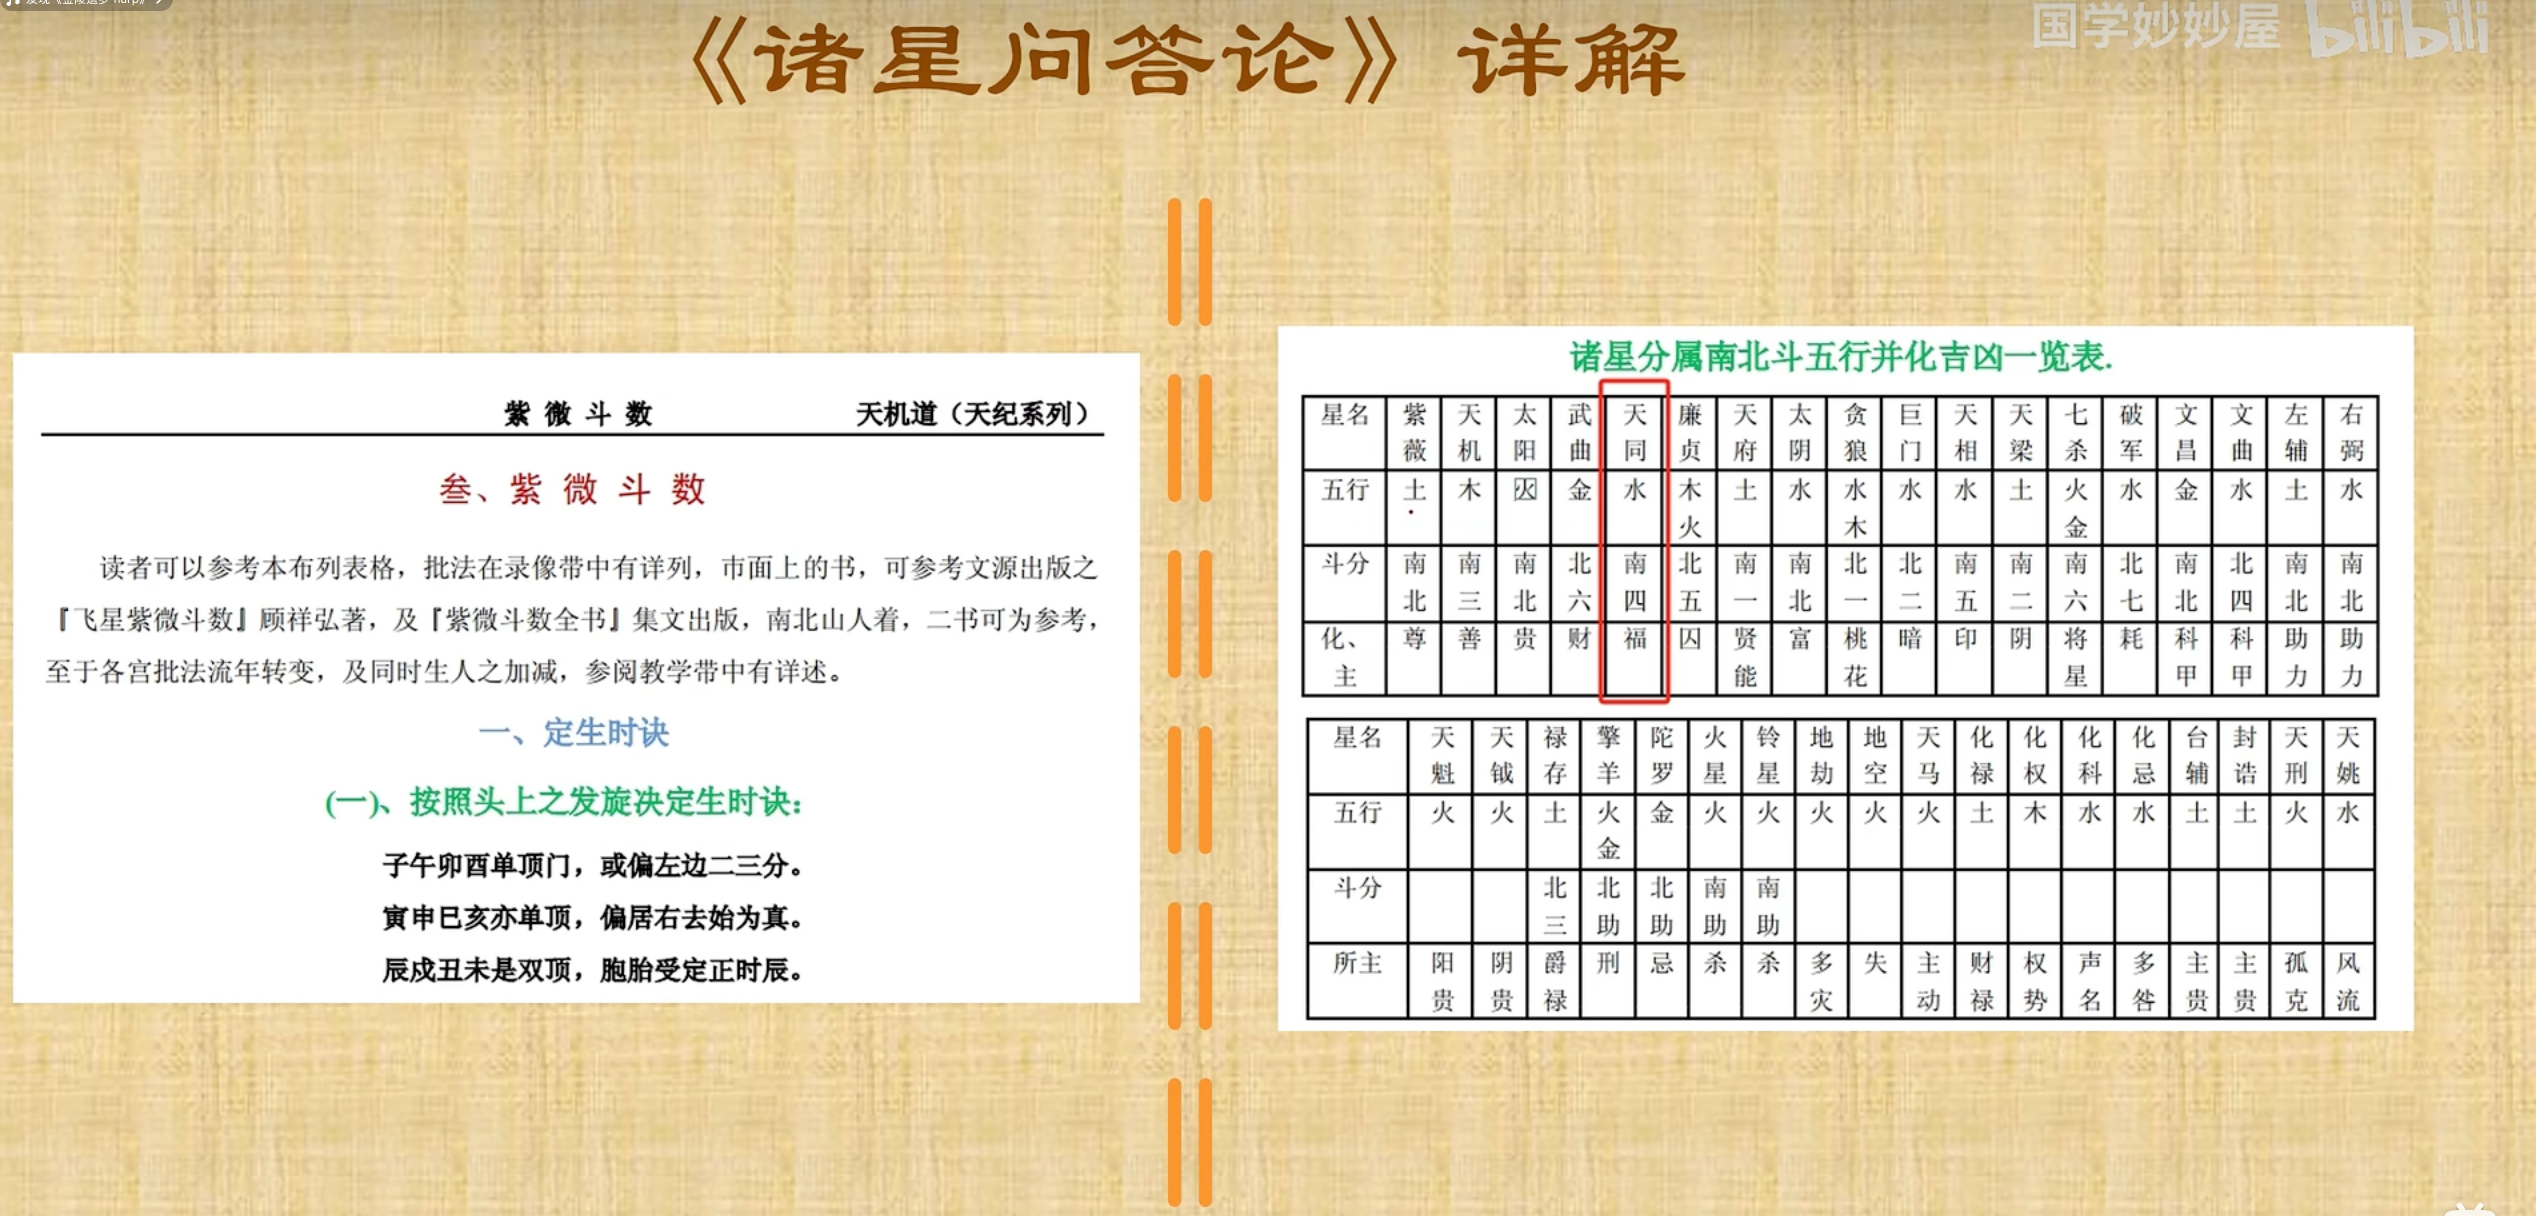 《诸星问答论》详解
国学妙妙屋 bilibili
紫微斗数 天机道（天纪系列）
叁、紫微斗数
读者可以参考本布列表格，批法在录像带中有详列，市面上的书，可参考文源出版之
『飞星紫微斗数』顾祥弘著，及『紫微斗数全书』集文出版，南北山人着，二书可为参考，
至于各宫批法流年转变，及同时生人之加减，参阅教学带中有详述。
一、定生时诀
(一)、按照头上之发旋决定生时诀：
子午卯酉单顶门，或偏左边二三分。
寅申巳亥亦单顶，偏居右去始为真。
辰戌丑未是双顶，胞胎受定正时辰。
诸星分属南北斗五行并化吉凶一览表.
星名 紫微 天机 太阳 武曲 天同 廉贞 天府 太阴 贪狼 巨门 天相 天梁 七杀 破军 文昌 文曲 左辅 右弼
五行 土 木 金 水 木火 土 水 水木 水 水 土 火金 水 金 水 土 水
斗分 南北 南三 南北 北六 南四 北五 南一 南北 北一 北二 南五 南二 南六 北七 南北 北四 南北 南北
化、主 尊 善 贵 财 福 囚 贤能 富 桃花 暗 印 阴 将星 耗 科甲 科甲 助力 助力
星名 天魁 天钺 禄存 擎羊 陀罗 火星 铃星 地劫 地空 天马 化禄 化权 化科 化忌 台辅 封诰 天刑 天姚
五行 火 火 土 火金 金 火 火 火 火 火 土 木 水 水 土 土 火 水
斗分 北三 北助 北助 南助 南助
所主 阳贵 阴贵 爵禄 刑 忌 杀 杀 多灾 失 主动 财禄 权势 声名 多咎 主贵 主贵 孤克 风流